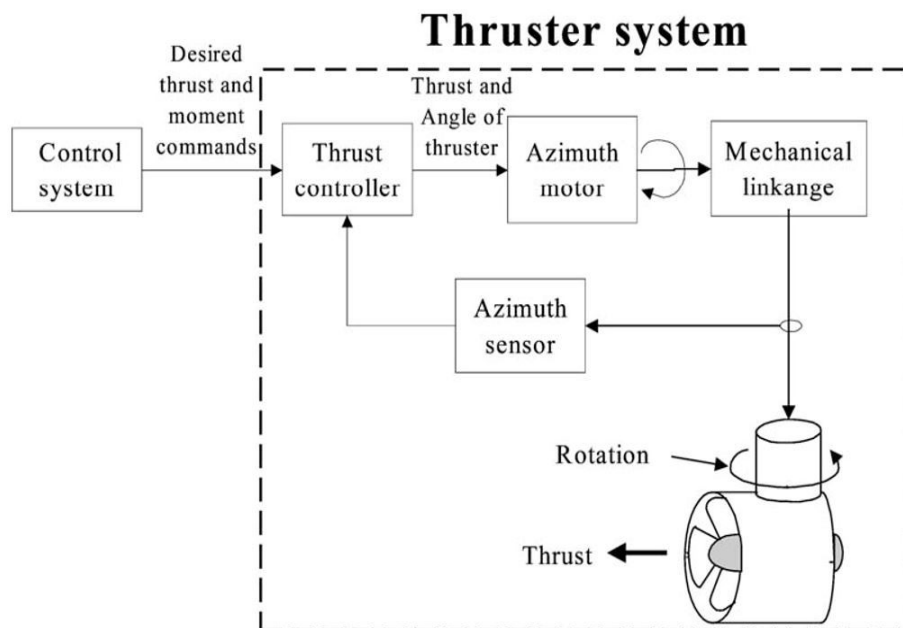 Thruster system
Desired
thrust and
moment
commands
Control
system
Thrust
controller
Thrust and
Angle of
thruster
Azimuth
motor
Mechanical
linkange
Azimuth
sensor
Rotation
Thrust